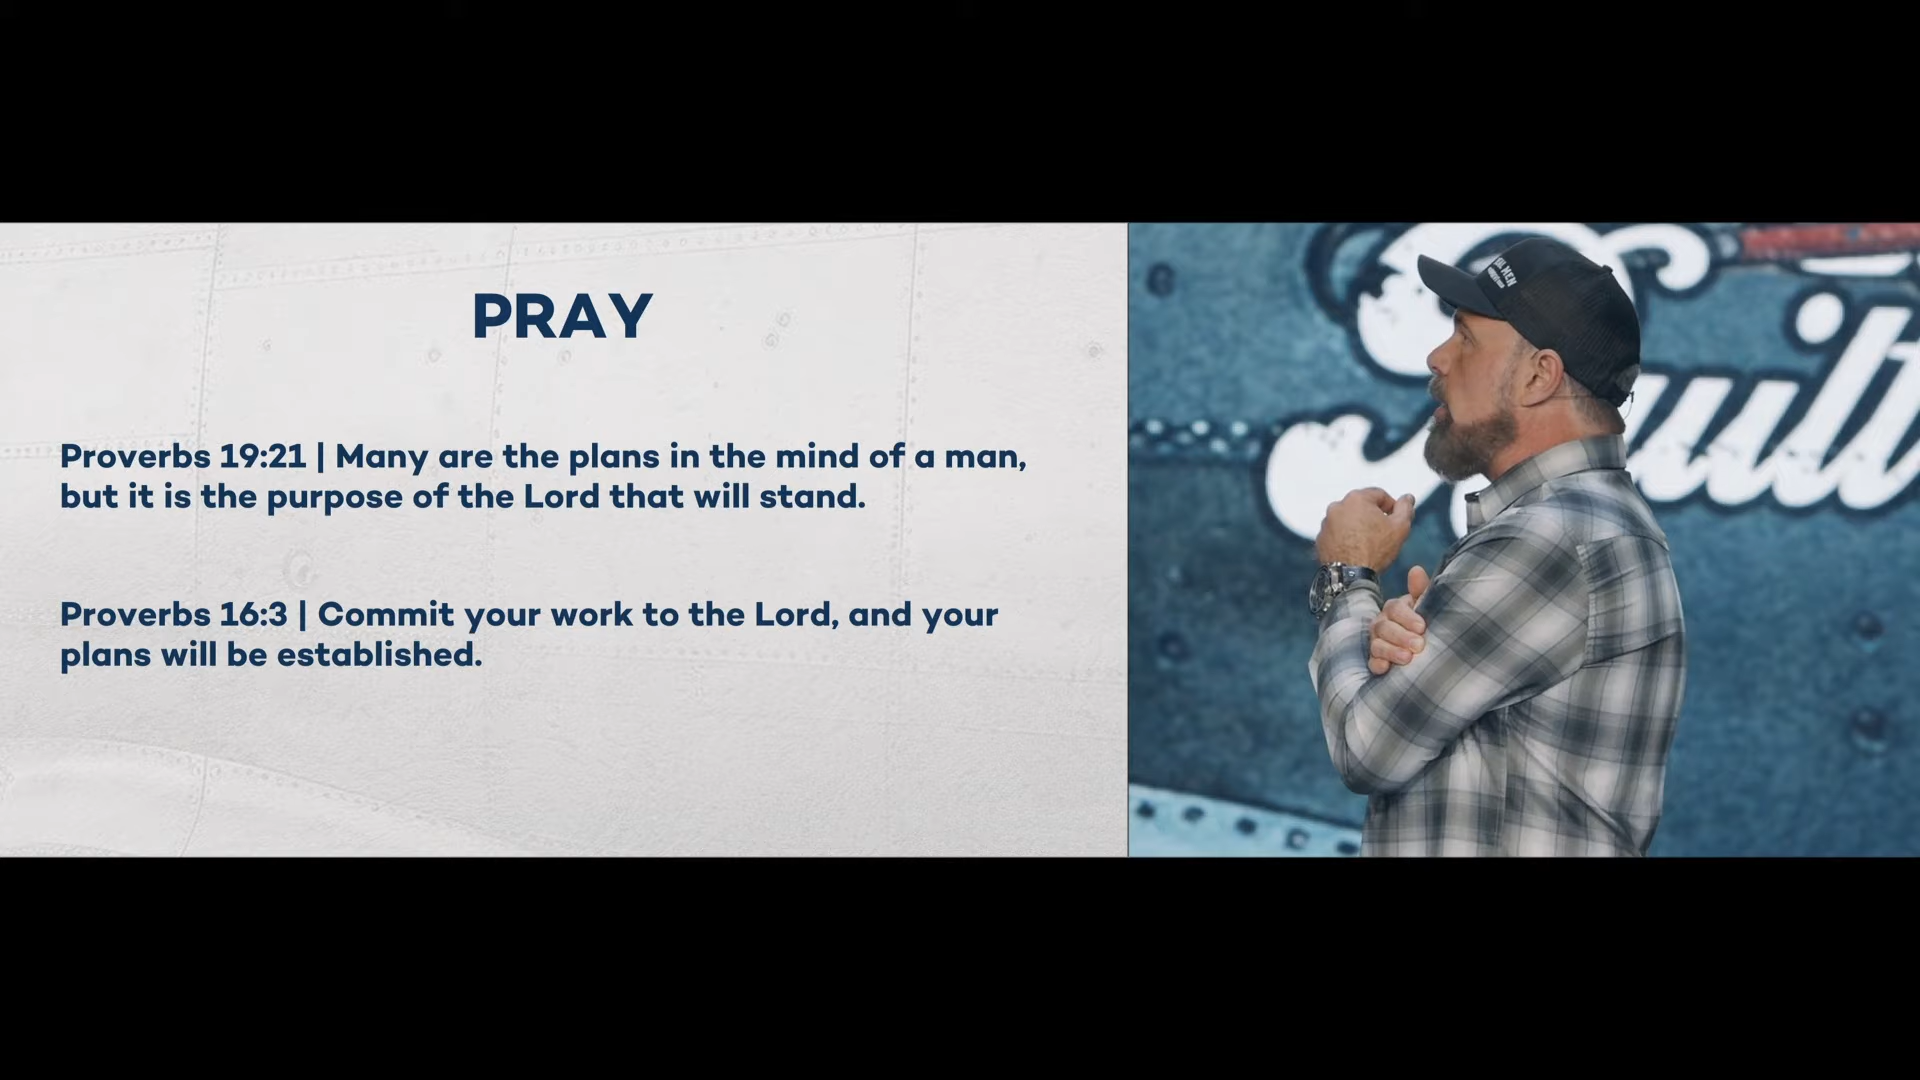 PRAY
Proverbs 19:21 | Many are the plans in the mind of a man,
but it is the purpose of the Lord that will stand.
Proverbs 16:3 | Commit your work to the Lord, and your
plans will be established.
MEN